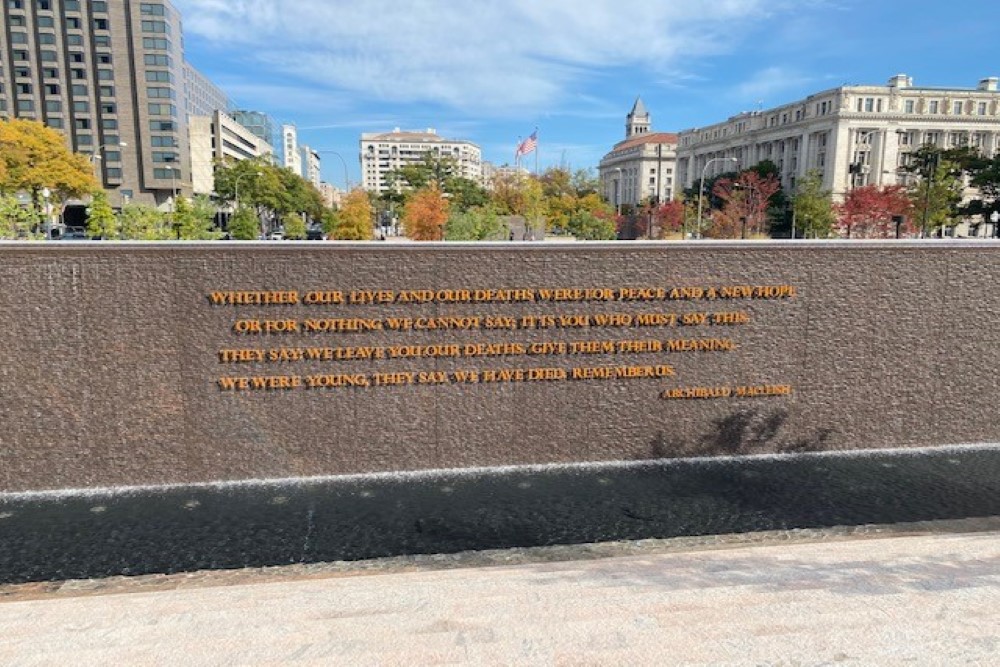 WHETHER OUR LIVES AND OUR DEATHS WERE FOR PEACE AND A NEW HOPE
OR FOR NOTHING WE CANNOT SAY; IT IS YOU WHO MUST SAY THIS.
THEY SAY: WE LEAVE YOU OUR DEATHS. GIVE THEM THEIR MEANING.
WE WERE YOUNG, THEY SAY. WE HAVE DIED. REMEMBER US.
ARCHIBALD MACLEISH